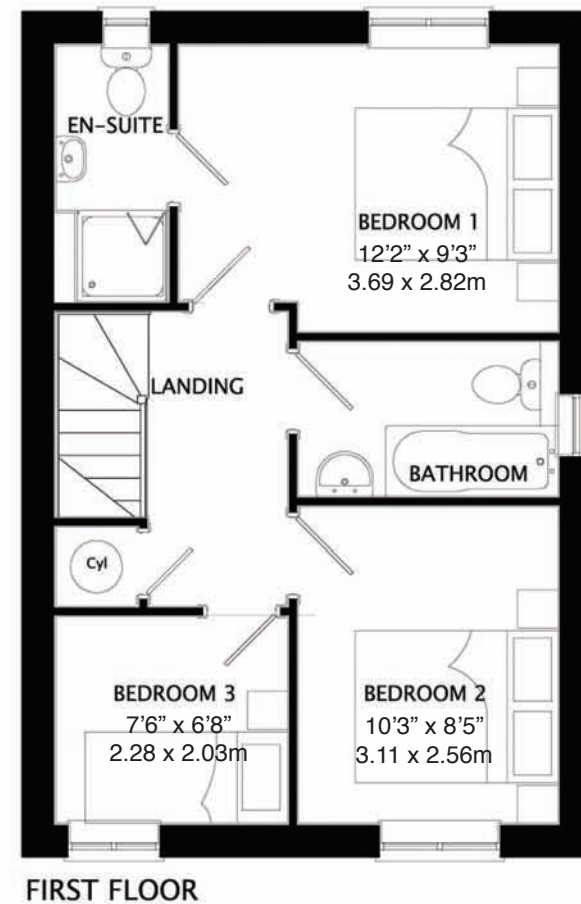 EN-SUITE
BEDROOM 1
12’2” x 9’3”
3.69 x 2.82m
LANDING
BATHROOM
Cyl
BEDROOM 3
7’6” x 6’8”
2.28 x 2.03m
BEDROOM 2
10’3” x 8’5”
3.11 x 2.56m
FIRST FLOOR